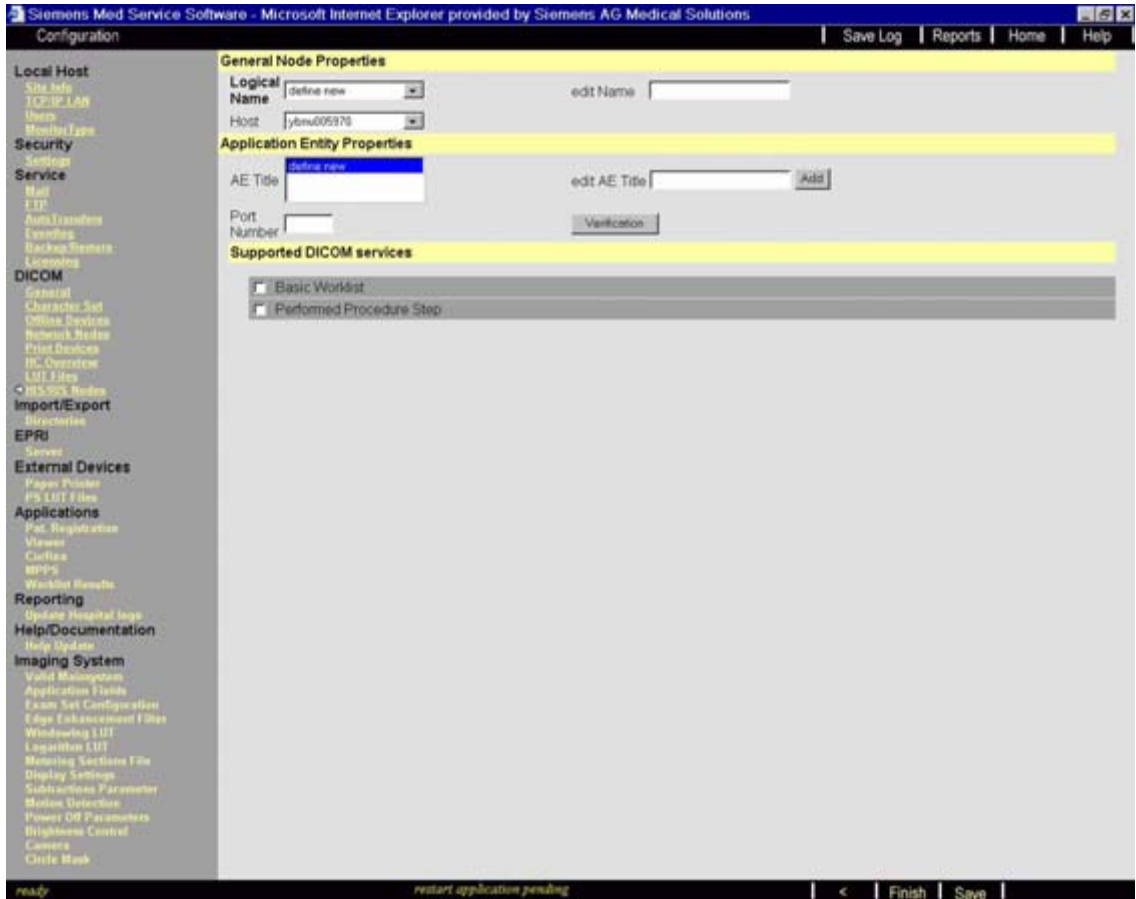 Siemens Med Service Software - Microsoft Internet Explorer provided by Siemens AG Medical Solutions
Configuration
Save Log
Reports
Home
Help
Local Host
Site Info
TCP/IP LAN
Users
MonitorType
Security
Settings
Service
Mail
FTP
AutoTransfers
Eventlog
Backup/Restore
Licensing
DICOM
General
Character Set
Offline Devices
Network Nodes
Print Devices
HC Overview
LUT Files
HIS/RIS Nodes
Import/Export
Directories
EPRI
Server
External Devices
Paper Printer
PS LUT Files
Applications
Pat. Registration
Viewer
MPPS
Worklist Results
Reporting
Update Hospital logo
Help/Documentation
Help Update
Imaging System
Valid Mainsystem
Application Fields
Exam Set Configuration
Edge Enhancement Filter
Windowing LUT
Logarithm LUT
Metering Sections File
Display Settings
Subtractions Parameter
Motion Detection
Power Off Parameters
Brightness Control
Camera
Circle Mask
General Node Properties
Logical Name
define new
edit Name
Host
Application Entity Properties
AE Title
define new
edit AE Title
Add
Port Number
Verification
Supported DICOM services
Basic Worklist
Performed Procedure Step
ready
restart application pending
<
Finish
Save